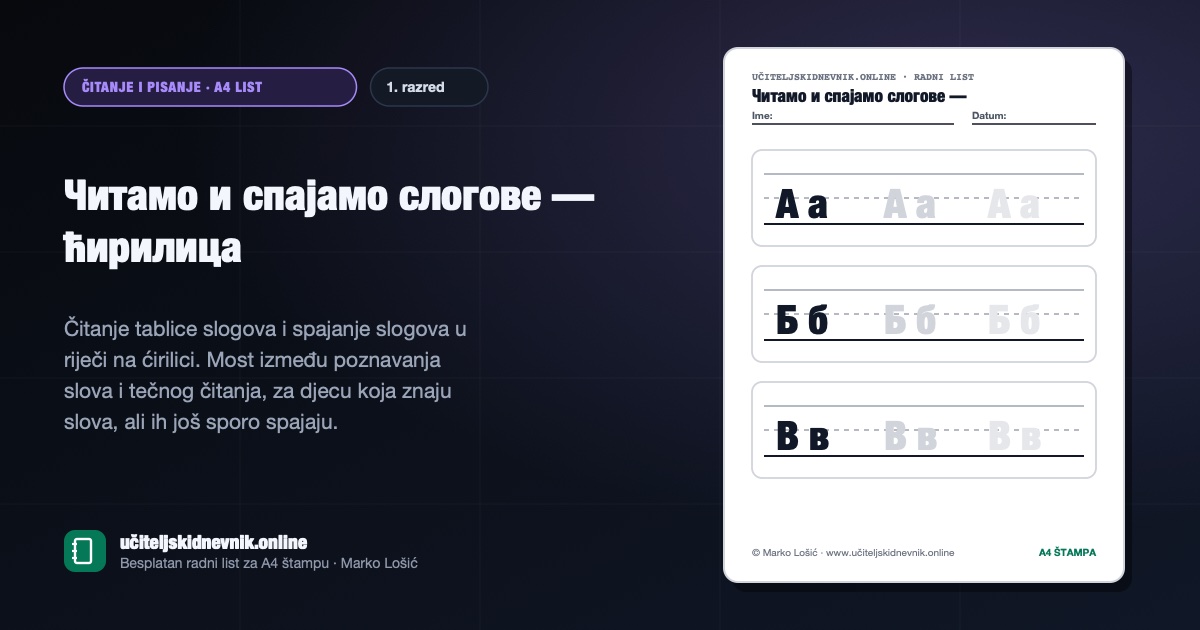 ČITANJE I PISANJE · A4 LIST
1. razred
Читамо и спајамо слогове —
ћирилица
Čitanje tablice slogova i spajanje slogova u
riječi na ćirilici. Most između poznavanja
slova i tečnog čitanja, za djecu koja znaju
slova, ali ih još sporo spajaju.
učiteljskidnevnik.online
Besplatan radni list za A4 štampu · Marko Lošić
UČITELJSKIDNEVNIK.ONLINE · RADNI LIST
Читамо и спајамо слогове —
Ime:
Datum:
А а А а А а
Б б Б б Б б
В в В в В в
© Marko Lošić · www.uciteljskidnevnik.online
A4 ŠTAMPA